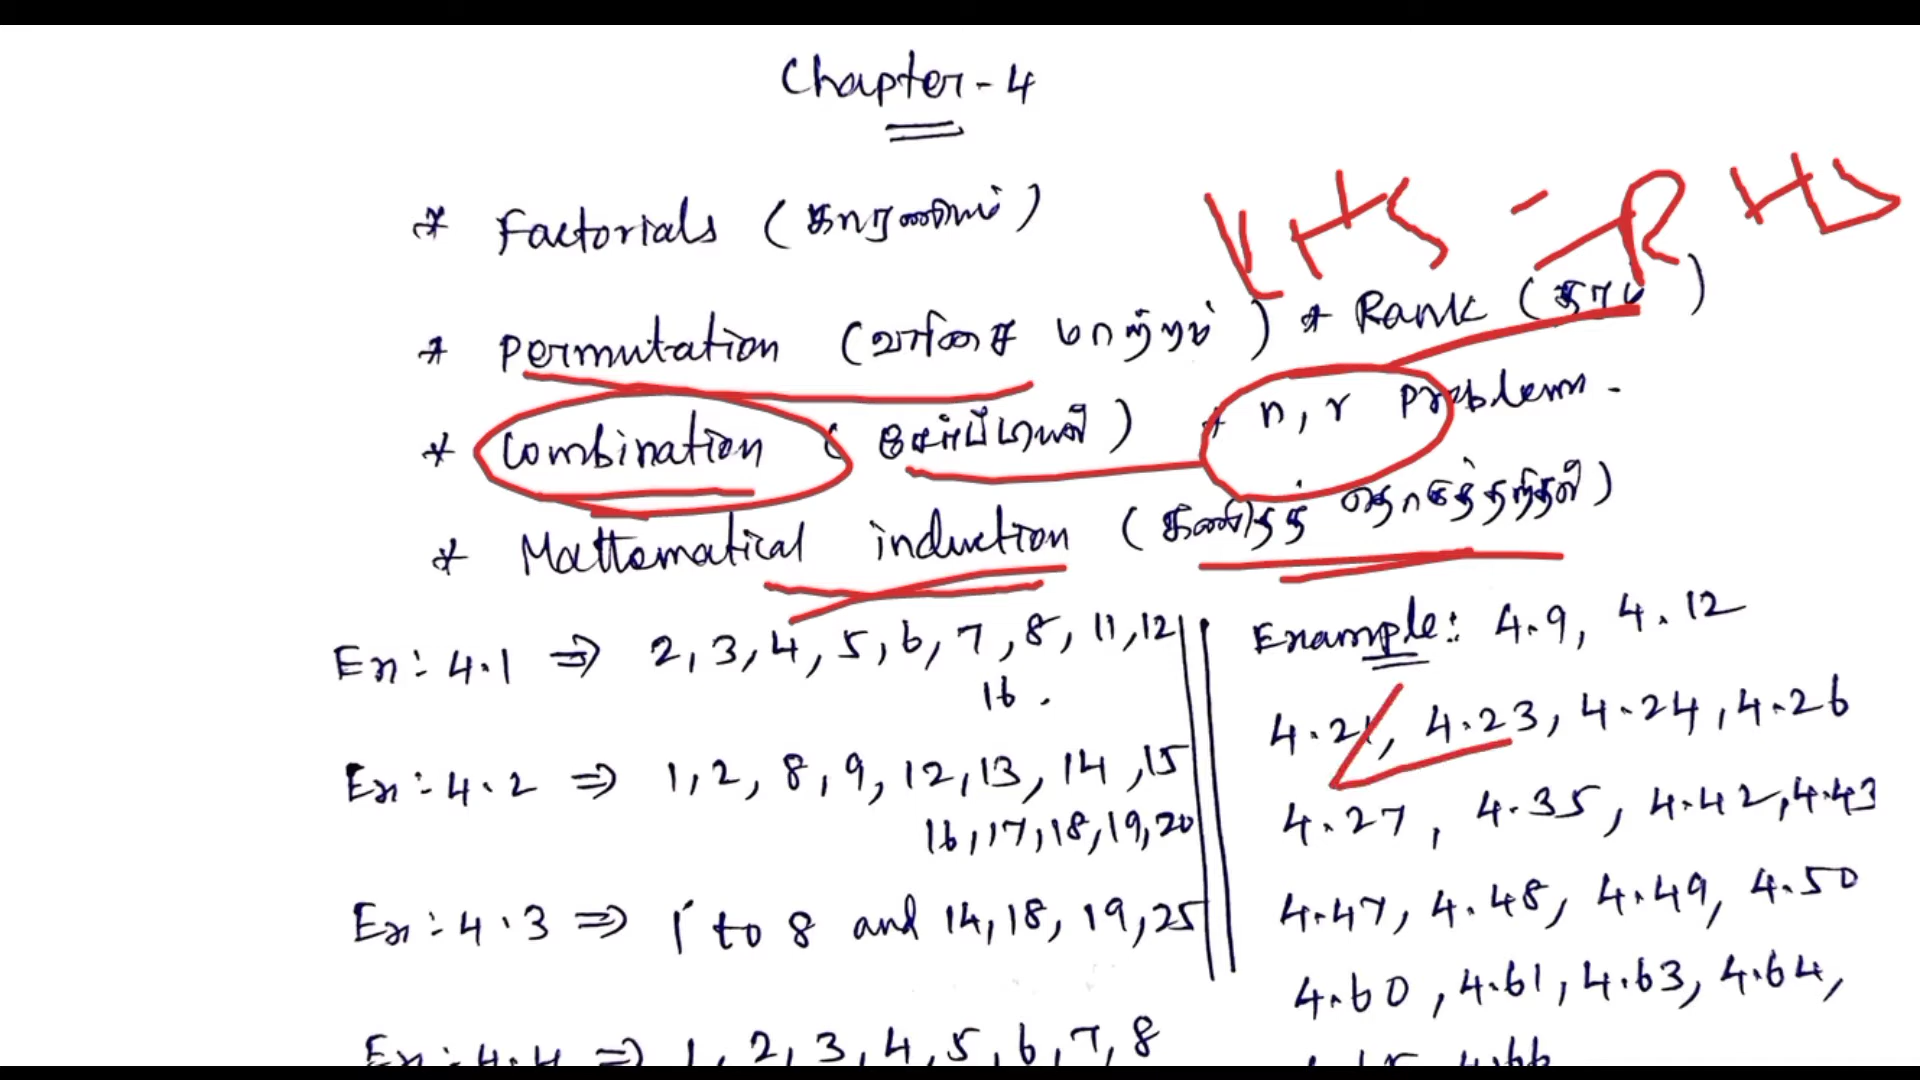 Chapter - 4
* Factorials (காரணியம்)
LHS = RHS
* Permutation (வரிசை மாற்றம்) * Rank (தரம்)
* Combination (சேர்ப்பியல்) * n, r problems -
* Mathematical induction (கணித தொகுத்தறிதல்)
Ex: 4.1 ⇒ 2, 3, 4, 5, 6, 7, 8, 11, 12
16.
Ex: 4.2 ⇒ 1, 2, 8, 9, 12, 13, 14, 15
16, 17, 18, 19, 20
Ex: 4.3 ⇒ 1 to 8 and 14, 18, 19, 25
Ex: 4.4 ⇒ 1, 2, 3, 4, 5, 6, 7, 8
Example: 4.9, 4.12
4.21, 4.23, 4.24, 4.26
4.27, 4.35, 4.42, 4.43
4.47, 4.48, 4.49, 4.50
4.60, 4.61, 4.63, 4.64,
4.66